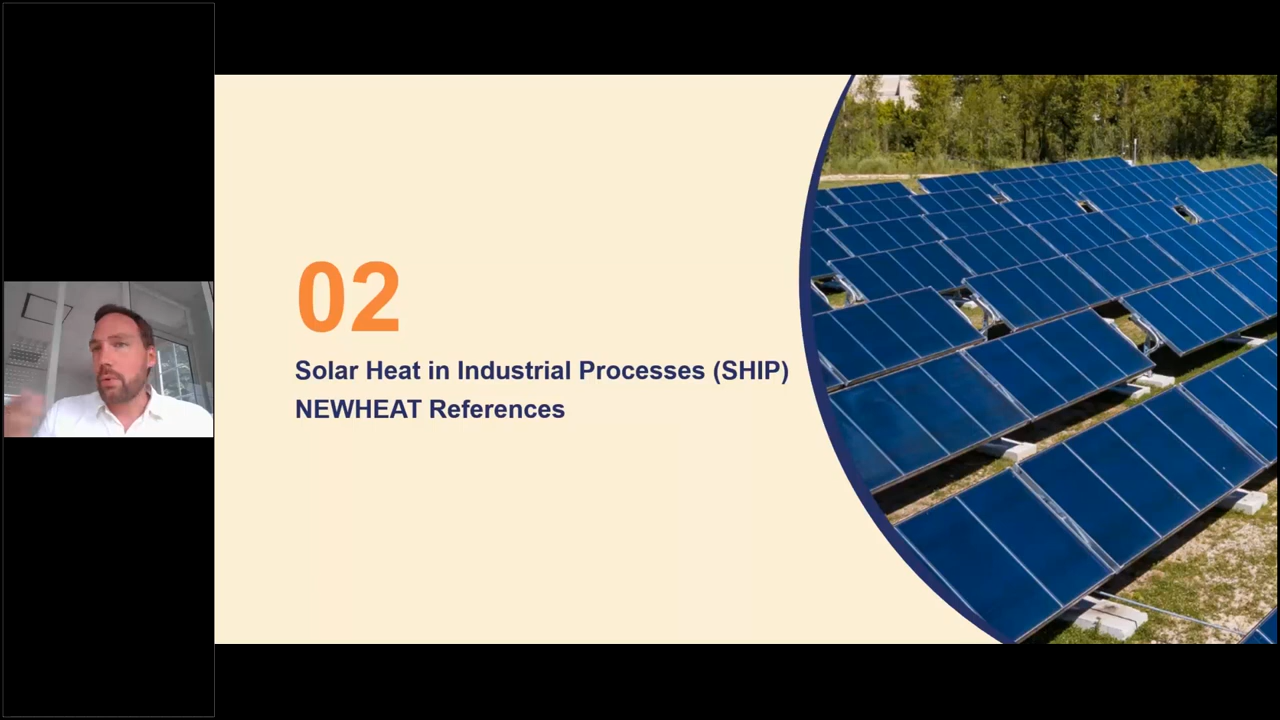 02
Solar Heat in Industrial Processes (SHIP)
NEWHEAT References